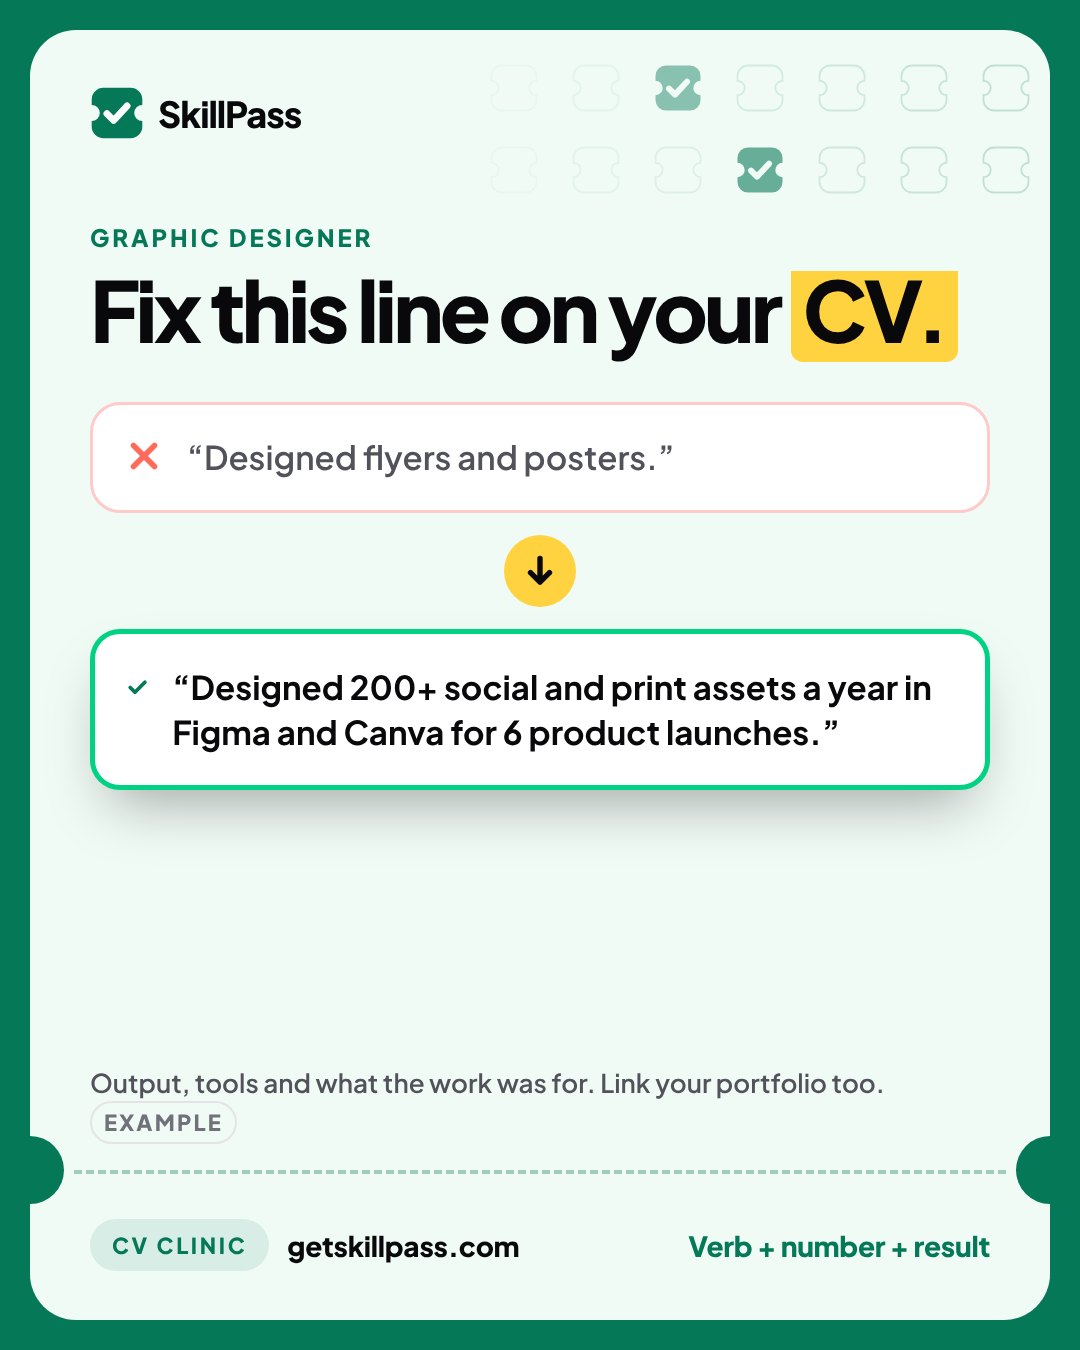 SkillPass
GRAPHIC DESIGNER
Fix this line on your CV.
“Designed flyers and posters.”
“Designed 200+ social and print assets a year in
Figma and Canva for 6 product launches.”
Output, tools and what the work was for. Link your portfolio too.
EXAMPLE
CV CLINIC getskillpass.com Verb + number + result